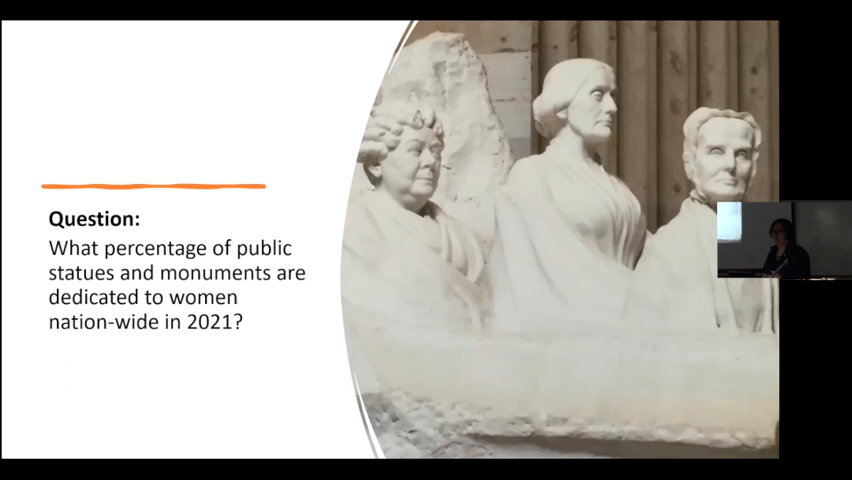 Question:
What percentage of public
statues and monuments are
dedicated to women
nation-wide in 2021?